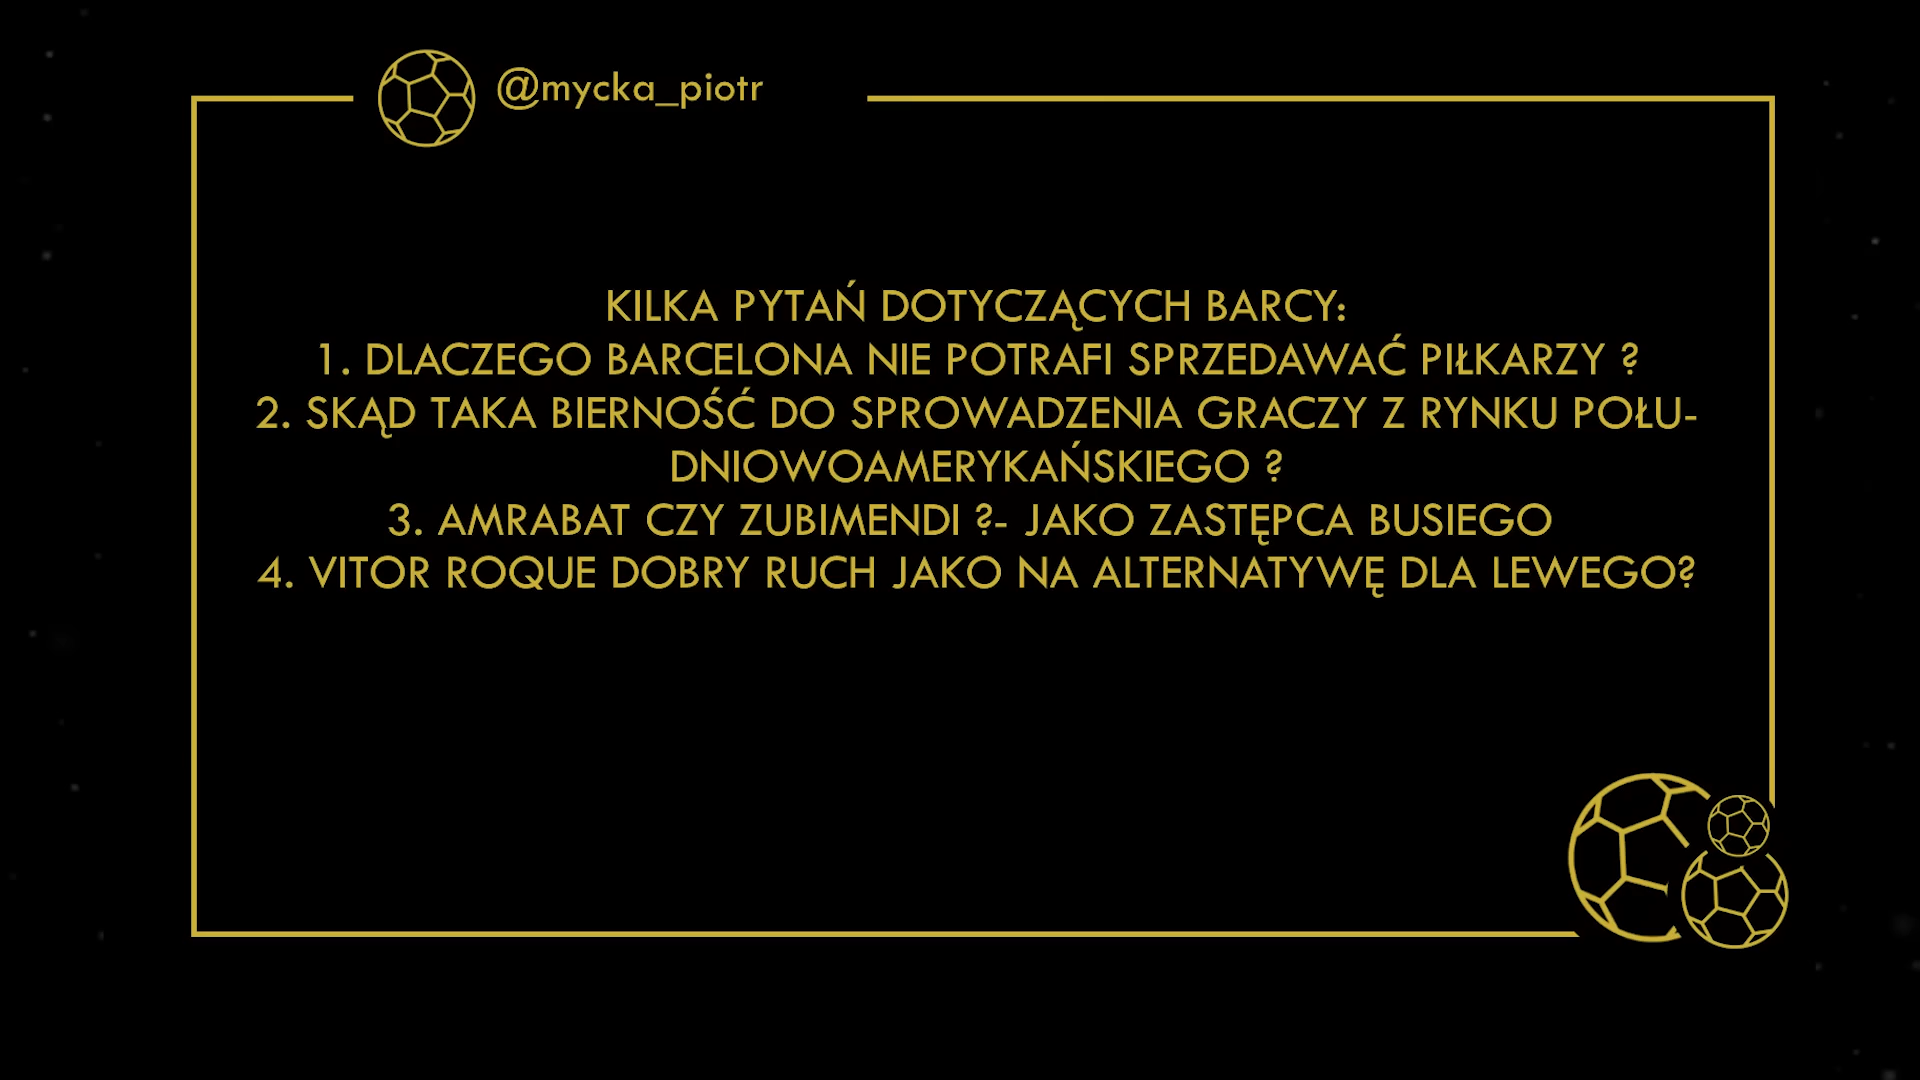 @mycka_piotr
KILKA PYTAŃ DOTYCZĄCYCH BARCY:
1. DLACZEGO BARCELONA NIE POTRAFI SPRZEDAWAĆ PIŁKARZY ?
2. SKĄD TAKA BIERNOŚĆ DO SPROWADZENIA GRACZY Z RYNKU POŁU-
DNIOWOAMERYKAŃSKIEGO ?
3. AMRABAT CZY ZUBIMENDI ?- JAKO ZASTĘPCA BUSIEGO
4. VITOR ROQUE DOBRY RUCH JAKO NA ALTERNATYWĘ DLA LEWEGO?